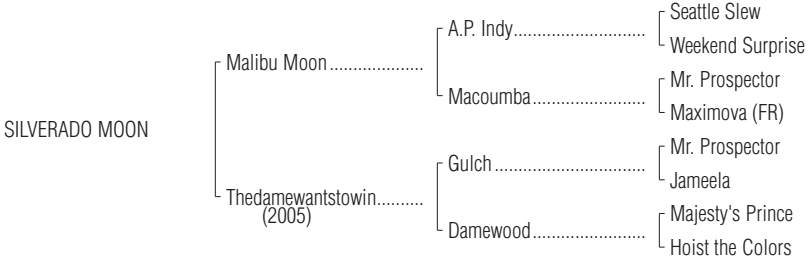 Seattle Slew
A.P. Indy..............................
Weekend Surprise
Malibu Moon.....................
Mr. Prospector
Macoumba..........................
Maximova (FR)
SILVERADO MOON
Mr. Prospector
Gulch ..................................
Jameela
Thedamewantstowin..........
(2005)
Majesty's Prince
Damewood..........................
Hoist the Colors